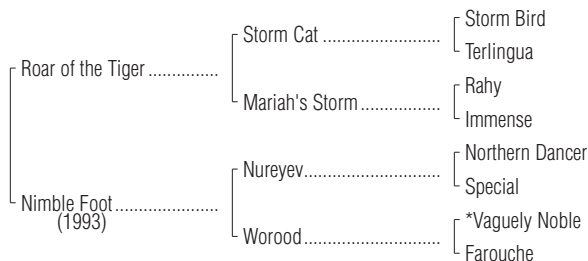 Storm Bird
Storm Cat ..........................
Terlingua
Roar of the Tiger ...............
Rahy
Mariah's Storm ..................
Immense
Northern Dancer
Nureyev..............................
Special
Nimble Foot ......................
(1993)
*Vaguely Noble
Worood ..............................
Farouche